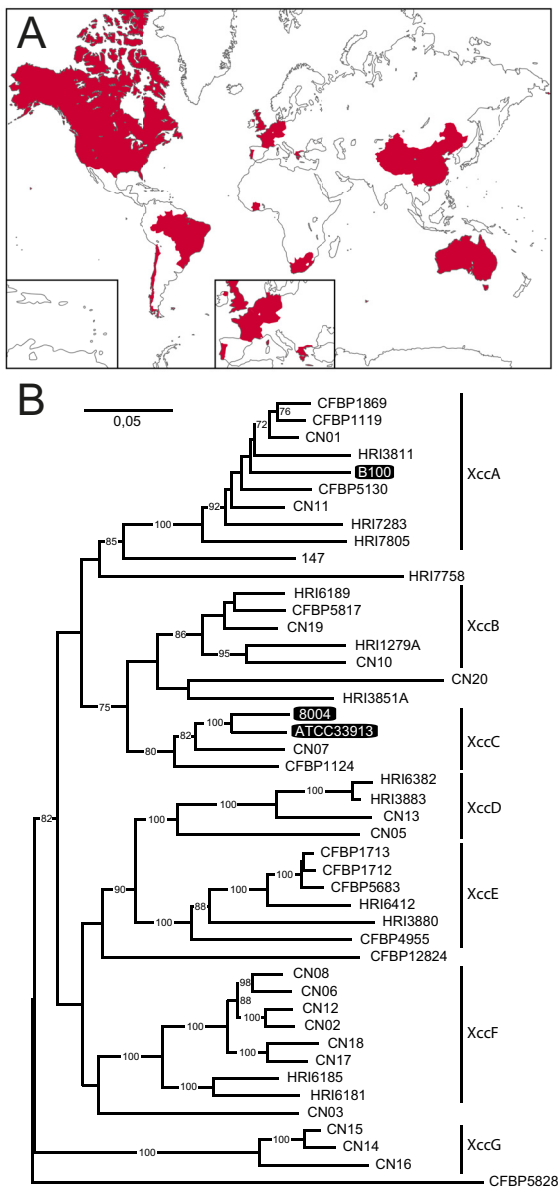 A
B
0,05
76
CFBP1869
72
CFBP1119
CN01
HRI3811
B100
XccA
CFBP5130
92
CN11
100
HRI7283
85
HRI7805
147
HRI7758
HRI6189
CFBP5817
86
CN19
XccB
95
HRI1279A
CN10
CN20
75
HRI3851A
8004
100
ATCC33913
82
XccC
80
CN07
CFBP1124
HRI6382
100
HRI3883
XccD
100
CN13
82
CN05
CFBP1713
100
CFBP1712
90
100
CFBP5683
88
HRI6412
XccE
100
HRI3880
CFBP4955
CFBP12824
CN08
98
CN06
88
CN12
100
CN02
100
CN18
XccF
100
CN17
100
HRI6185
100
HRI6181
CN03
CN15
100
CN14
XccG
100
CN16
CFBP5828